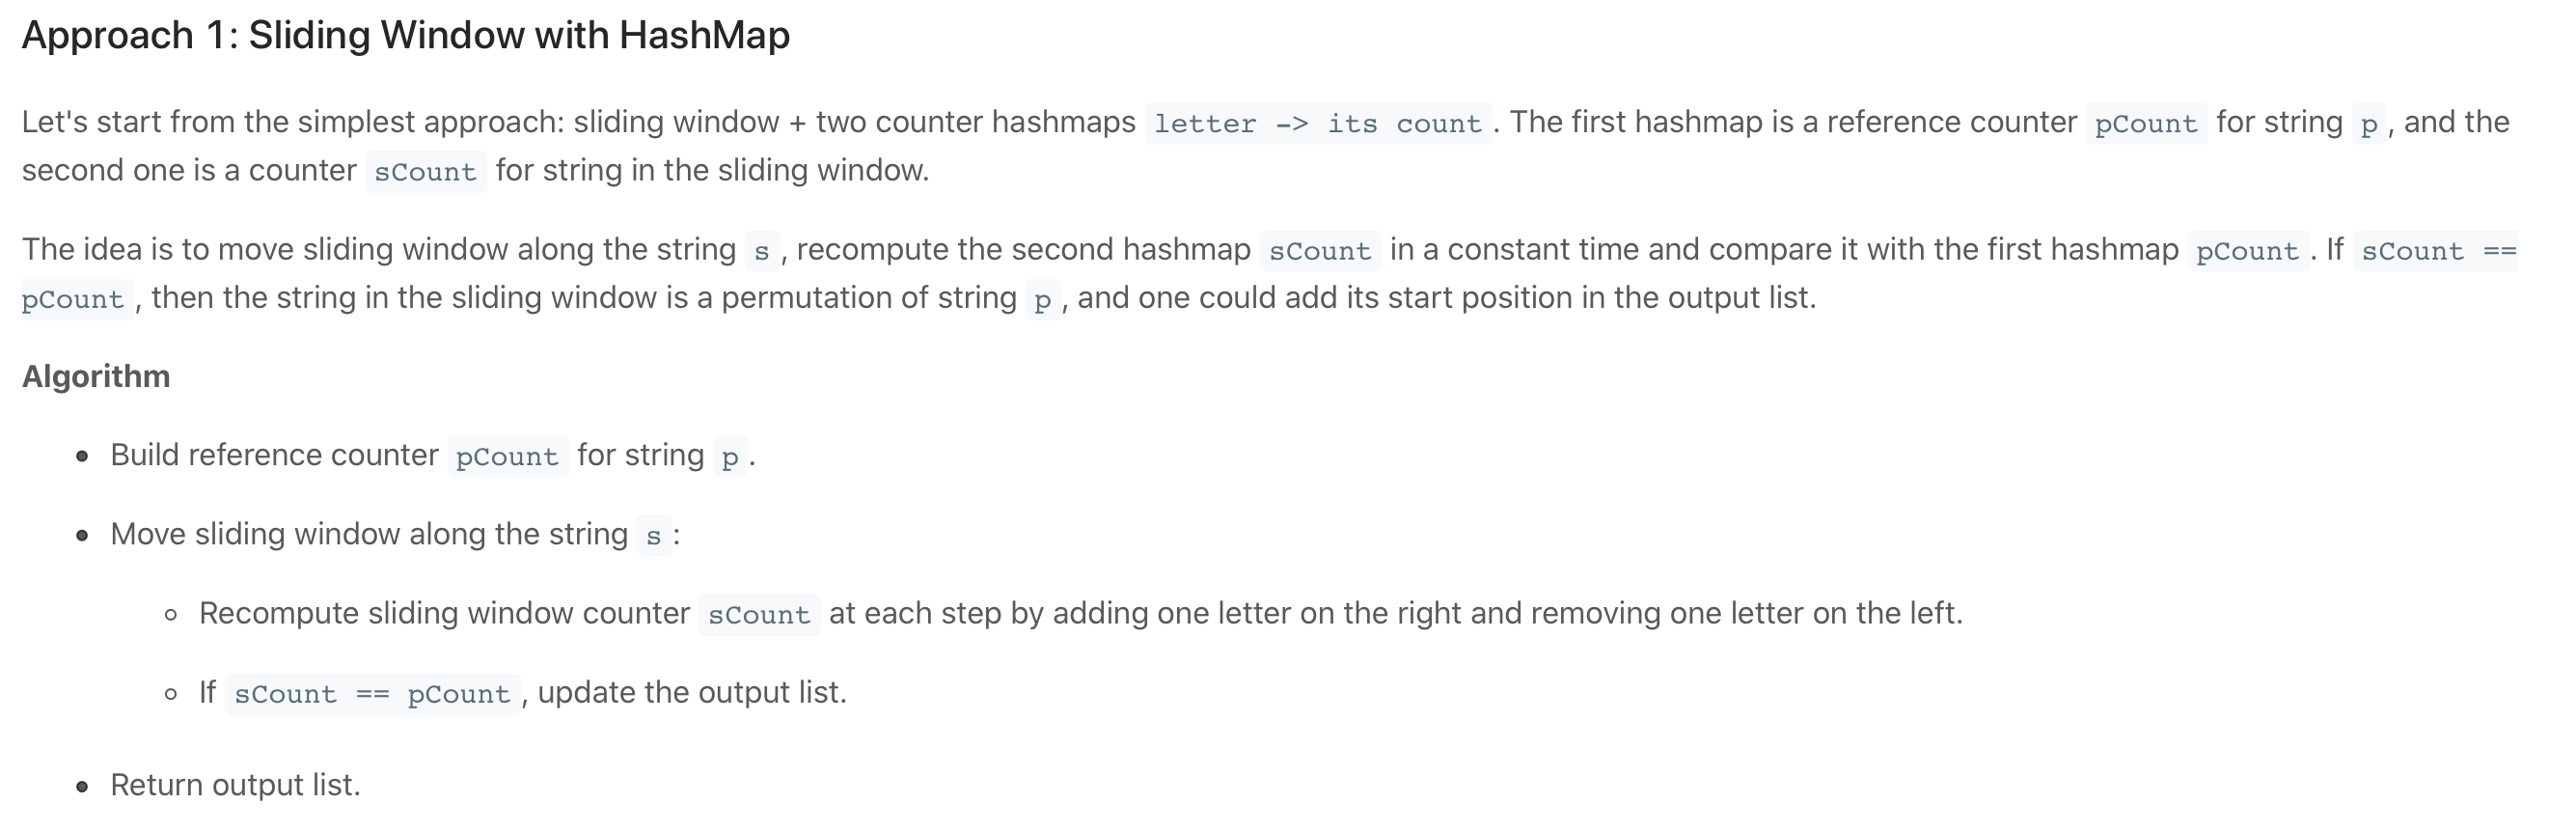 Approach 1: Sliding Window with HashMap
Let's start from the simplest approach: sliding window + two counter hashmaps letter -> its count. The first hashmap is a reference counter pCount for string p, and the
second one is a counter sCount for string in the sliding window.
The idea is to move sliding window along the string s, recompute the second hashmap sCount in a constant time and compare it with the first hashmap pCount. If sCount ==
pCount, then the string in the sliding window is a permutation of string p, and one could add its start position in the output list.
Algorithm
• Build reference counter pCount for string p.
• Move sliding window along the string s:
◦ Recompute sliding window counter sCount at each step by adding one letter on the right and removing one letter on the left.
◦ If sCount == pCount, update the output list.
• Return output list.